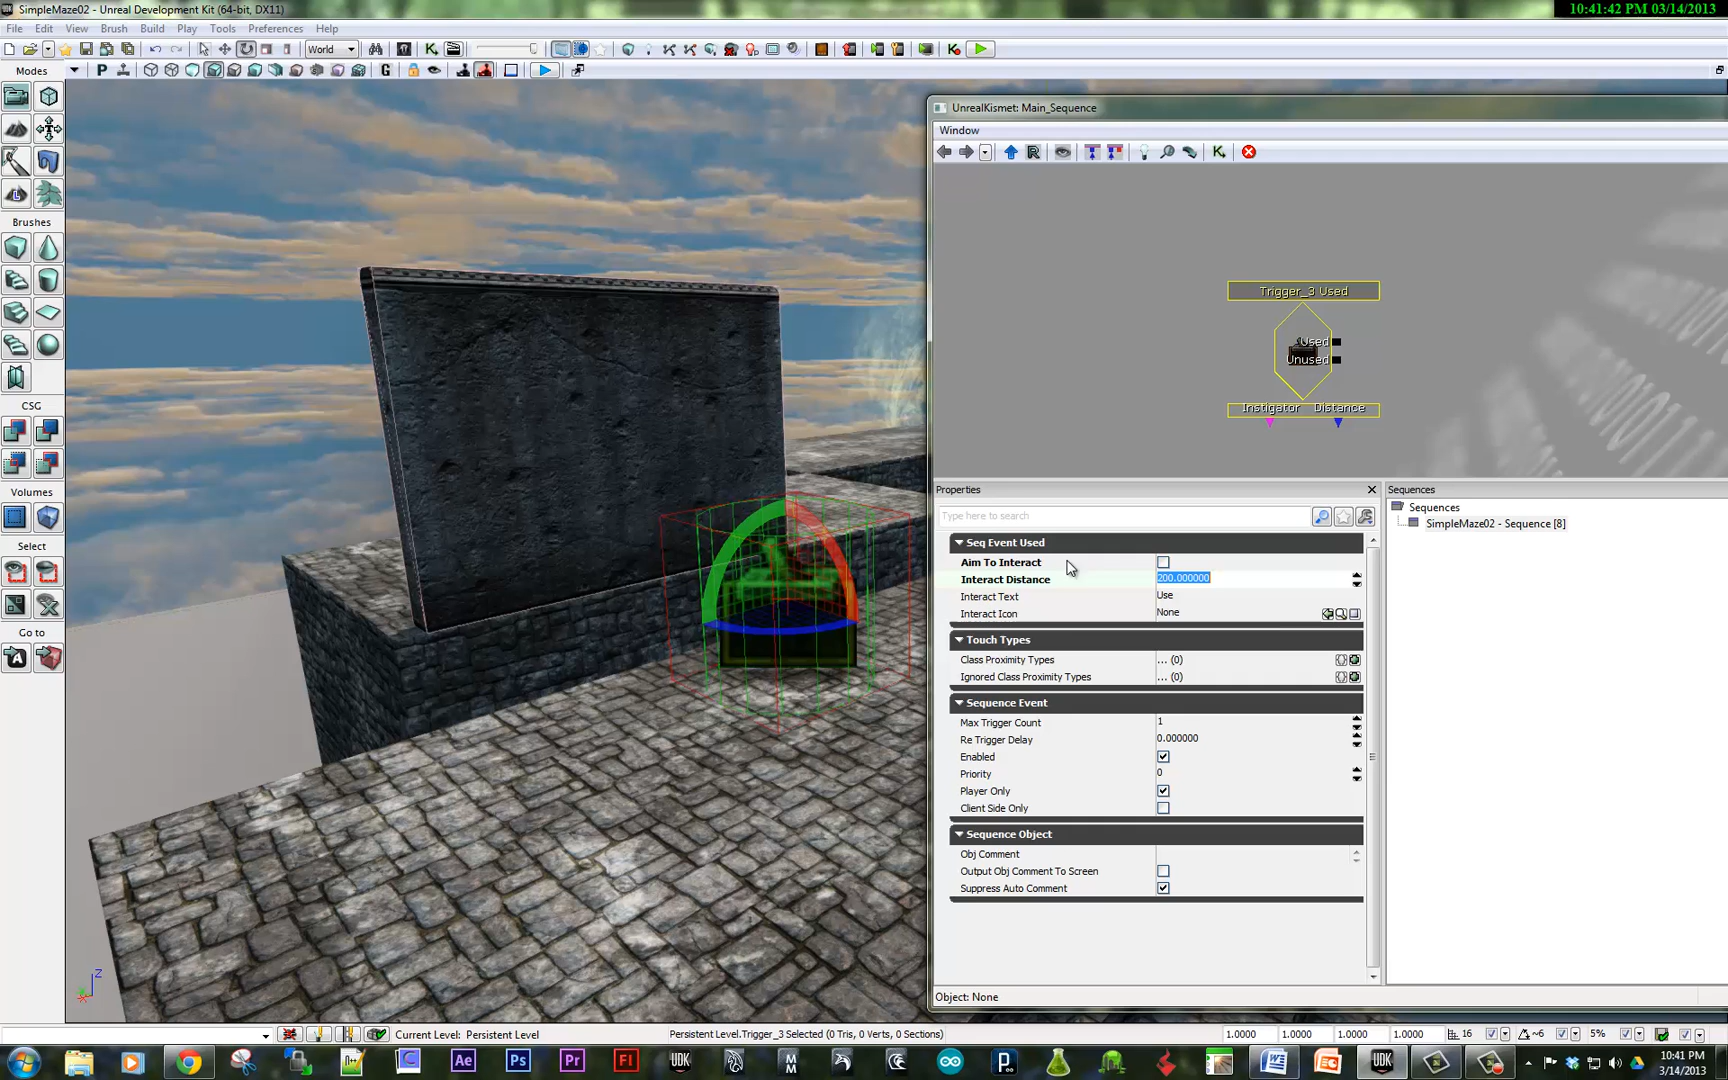 SimpleMaze02 - Unreal Development Kit (64-bit, DX11)
10:41:42 PM 03/14/2013
File Edit View Brush Build Play Tools Preferences Help
World
Modes
P
G
Brushes
CSG
Volumes
Select
Go to
UnrealKismet: Main_Sequence
Window
Trigger_3 Used
Used
Unused
Instigator Distance
Properties
Type here to search
Seq Event Used
Aim To Interact
Interact Distance 200.000000
Interact Text Use
Interact Icon None
Touch Types
Class Proximity Types ... (0)
Ignored Class Proximity Types ... (0)
Sequence Event
Max Trigger Count 1
Re Trigger Delay 0.000000
Enabled
Priority 0
Player Only
Client Side Only
Sequence Object
Obj Comment
Output Obj Comment To Screen
Suppress Auto Comment
Sequences
Sequences
SimpleMaze02 - Sequence [8]
Object: None
Z
Current Level: Persistent Level
Persistent Level.Trigger_3 Selected (0 Tris, 0 Verts, 0 Sections)
1.0000 1.0000 1.0000 1.0000 16 ~6 5%
Ae Ps Pr Fl UDK
10:41 PM
3/14/2013